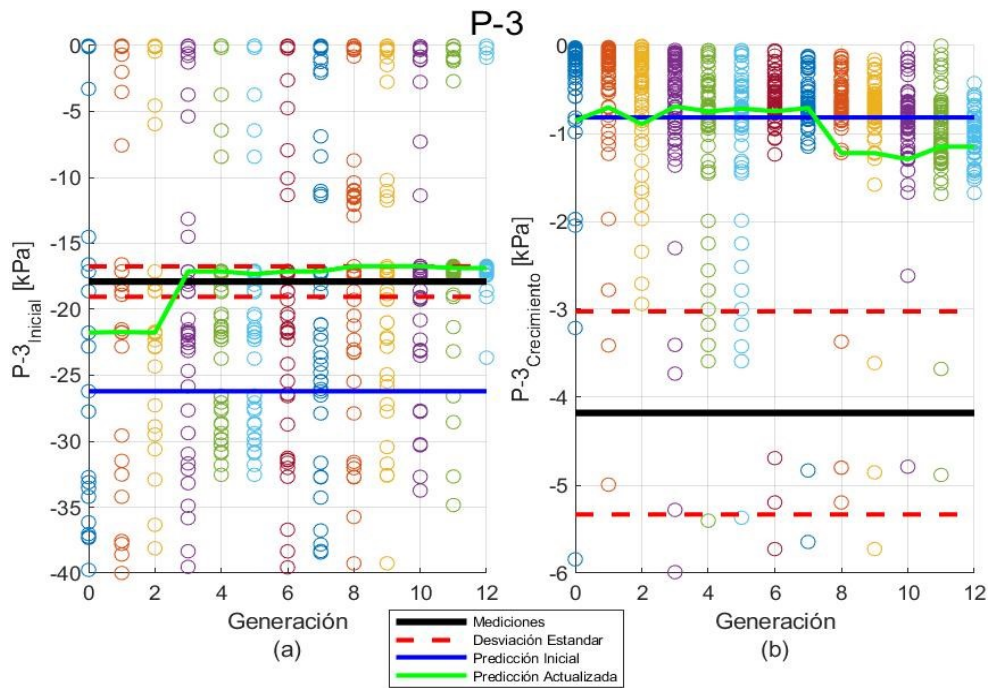 P-3
0
-5
-10
-15
-20
-25
-30
-35
-40
P-3Inicial [kPa]
0 2 4 6 8 10 12
Generación
(a)
0
-1
-2
-3
-4
-5
-6
P-3Crecimiento [kPa]
0 2 4 6 8 10 12
Generación
(b)
Mediciones
Desviación Estandar
Predicción Inicial
Predicción Actualizada